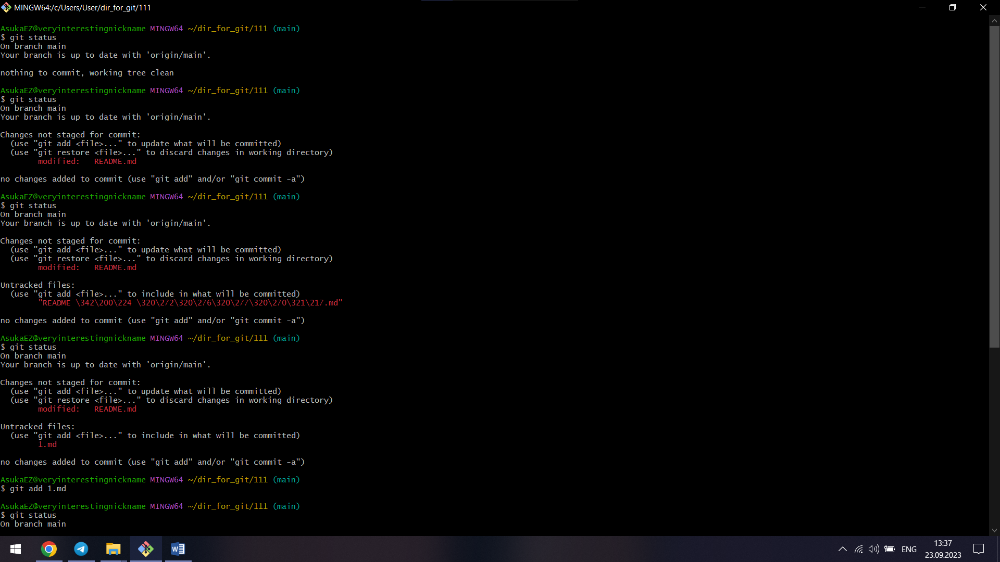 MINGW64:/c/Users/User/dir_for_git/111
AsukaEZ@veryinterestingnickname MINGW64 ~/dir_for_git/111 (main)
$ git status
On branch main
Your branch is up to date with 'origin/main'.
nothing to commit, working tree clean
AsukaEZ@veryinterestingnickname MINGW64 ~/dir_for_git/111 (main)
$ git status
On branch main
Your branch is up to date with 'origin/main'.
Changes not staged for commit:
(use "git add <file>..." to update what will be committed)
(use "git restore <file>..." to discard changes in working directory)
modified:   README.md
no changes added to commit (use "git add" and/or "git commit -a")
AsukaEZ@veryinterestingnickname MINGW64 ~/dir_for_git/111 (main)
$ git status
On branch main
Your branch is up to date with 'origin/main'.
Changes not staged for commit:
(use "git add <file>..." to update what will be committed)
(use "git restore <file>..." to discard changes in working directory)
modified:   README.md
Untracked files:
(use "git add <file>..." to include in what will be committed)
"README \342\200\224 \320\272\320\276\320\277\320\270\321\217.md"
no changes added to commit (use "git add" and/or "git commit -a")
AsukaEZ@veryinterestingnickname MINGW64 ~/dir_for_git/111 (main)
$ git status
On branch main
Your branch is up to date with 'origin/main'.
Changes not staged for commit:
(use "git add <file>..." to update what will be committed)
(use "git restore <file>..." to discard changes in working directory)
modified:   README.md
Untracked files:
(use "git add <file>..." to include in what will be committed)
1.md
no changes added to commit (use "git add" and/or "git commit -a")
AsukaEZ@veryinterestingnickname MINGW64 ~/dir_for_git/111 (main)
$ git add 1.md
AsukaEZ@veryinterestingnickname MINGW64 ~/dir_for_git/111 (main)
$ git status
On branch main
W
ENG
13:37
23.09.2023